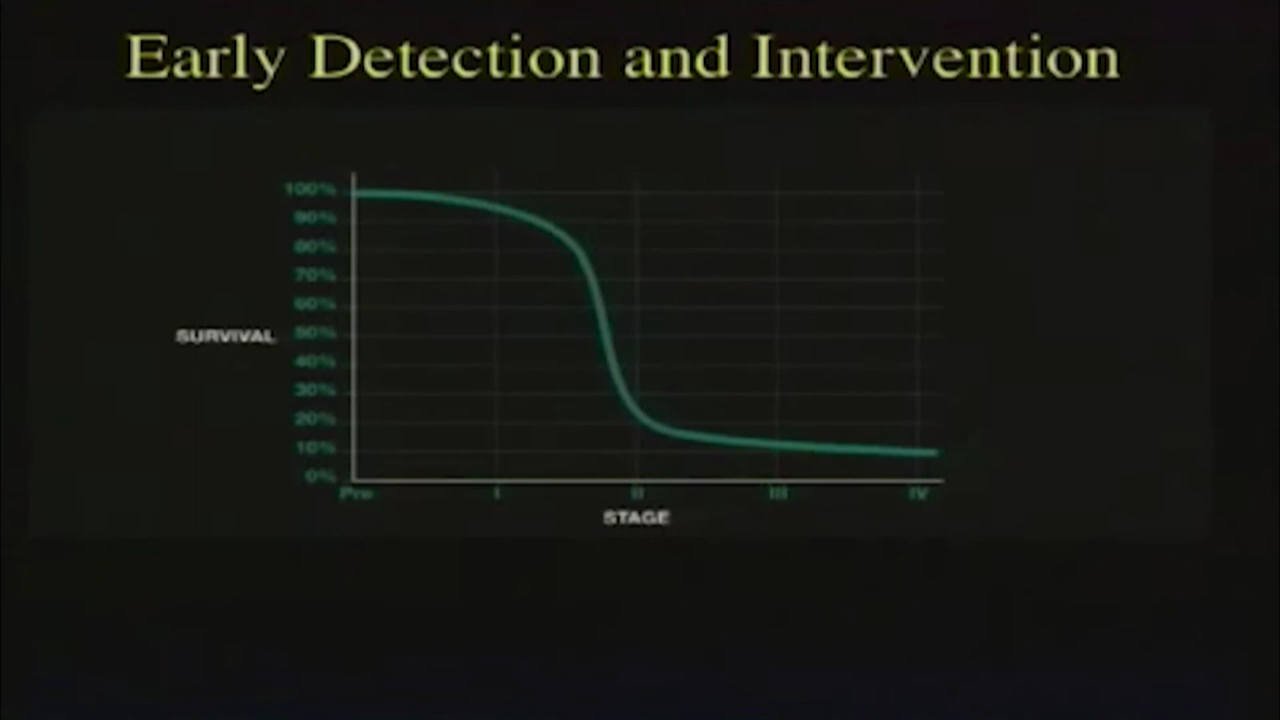 Early Detection and Intervention
100%
90%
80%
70%
60%
SURVIVAL
50%
40%
30%
20%
10%
0%
Pre I II III IV
STAGE